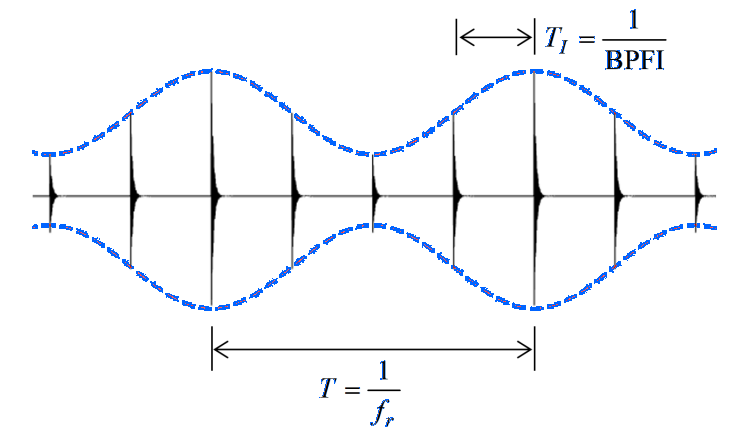 T_I = 1/BPFI
T = 1/f_r